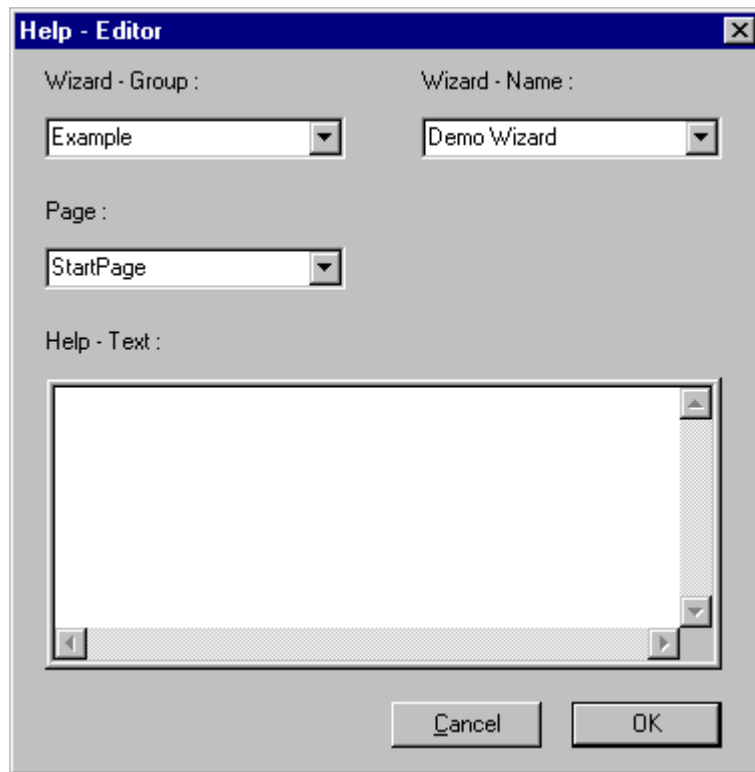 Help - Editor
Wizard - Group :
Wizard - Name :
Example
Demo Wizard
Page :
StartPage
Help - Text :
Cancel
OK